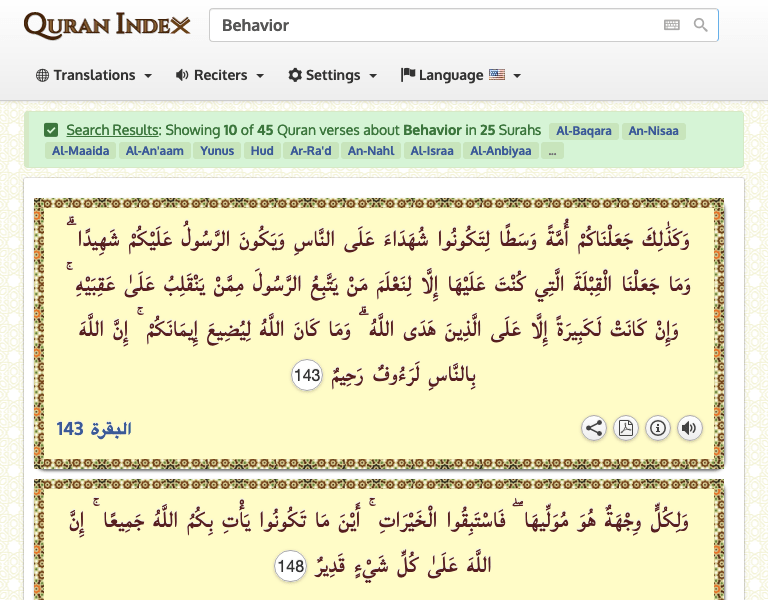 QURAN INDEX
Behavior
Translations Reciters Settings Language
Search Results: Showing 10 of 45 Quran verses about Behavior in 25 Surahs Al-Baqara An-Nisaa
Al-Maaida Al-An'aam Yunus Hud Ar-Ra'd An-Nahl Al-Israa Al-Anbiyaa ...
وَكَذَٰلِكَ جَعَلْنَاكُمْ أُمَّةً وَسَطًا لِتَكُونُوا شُهَدَاءَ عَلَى النَّاسِ وَيَكُونَ الرَّسُولُ عَلَيْكُمْ شَهِيدًا ۗ
وَمَا جَعَلْنَا الْقِبْلَةَ الَّتِي كُنْتَ عَلَيْهَا إِلَّا لِنَعْلَمَ مَنْ يَتَّبِعُ الرَّسُولَ مِمَّنْ يَنْقَلِبُ عَلَىٰ عَقِبَيْهِ ۚ
وَإِنْ كَانَتْ لَكَبِيرَةً إِلَّا عَلَى الَّذِينَ هَدَى اللَّهُ ۗ وَمَا كَانَ اللَّهُ لِيُضِيعَ إِيمَانَكُمْ ۚ إِنَّ اللَّهَ
بِالنَّاسِ لَرَءُوفٌ رَحِيمٌ 143
البقرة 143
وَلِكُلٍّ وِجْهَةٌ هُوَ مُوَلِّيهَا ۖ فَاسْتَبِقُوا الْخَيْرَاتِ ۚ أَيْنَ مَا تَكُونُوا يَأْتِ بِكُمُ اللَّهُ جَمِيعًا ۚ إِنَّ
اللَّهَ عَلَىٰ كُلِّ شَيْءٍ قَدِيرٌ 148